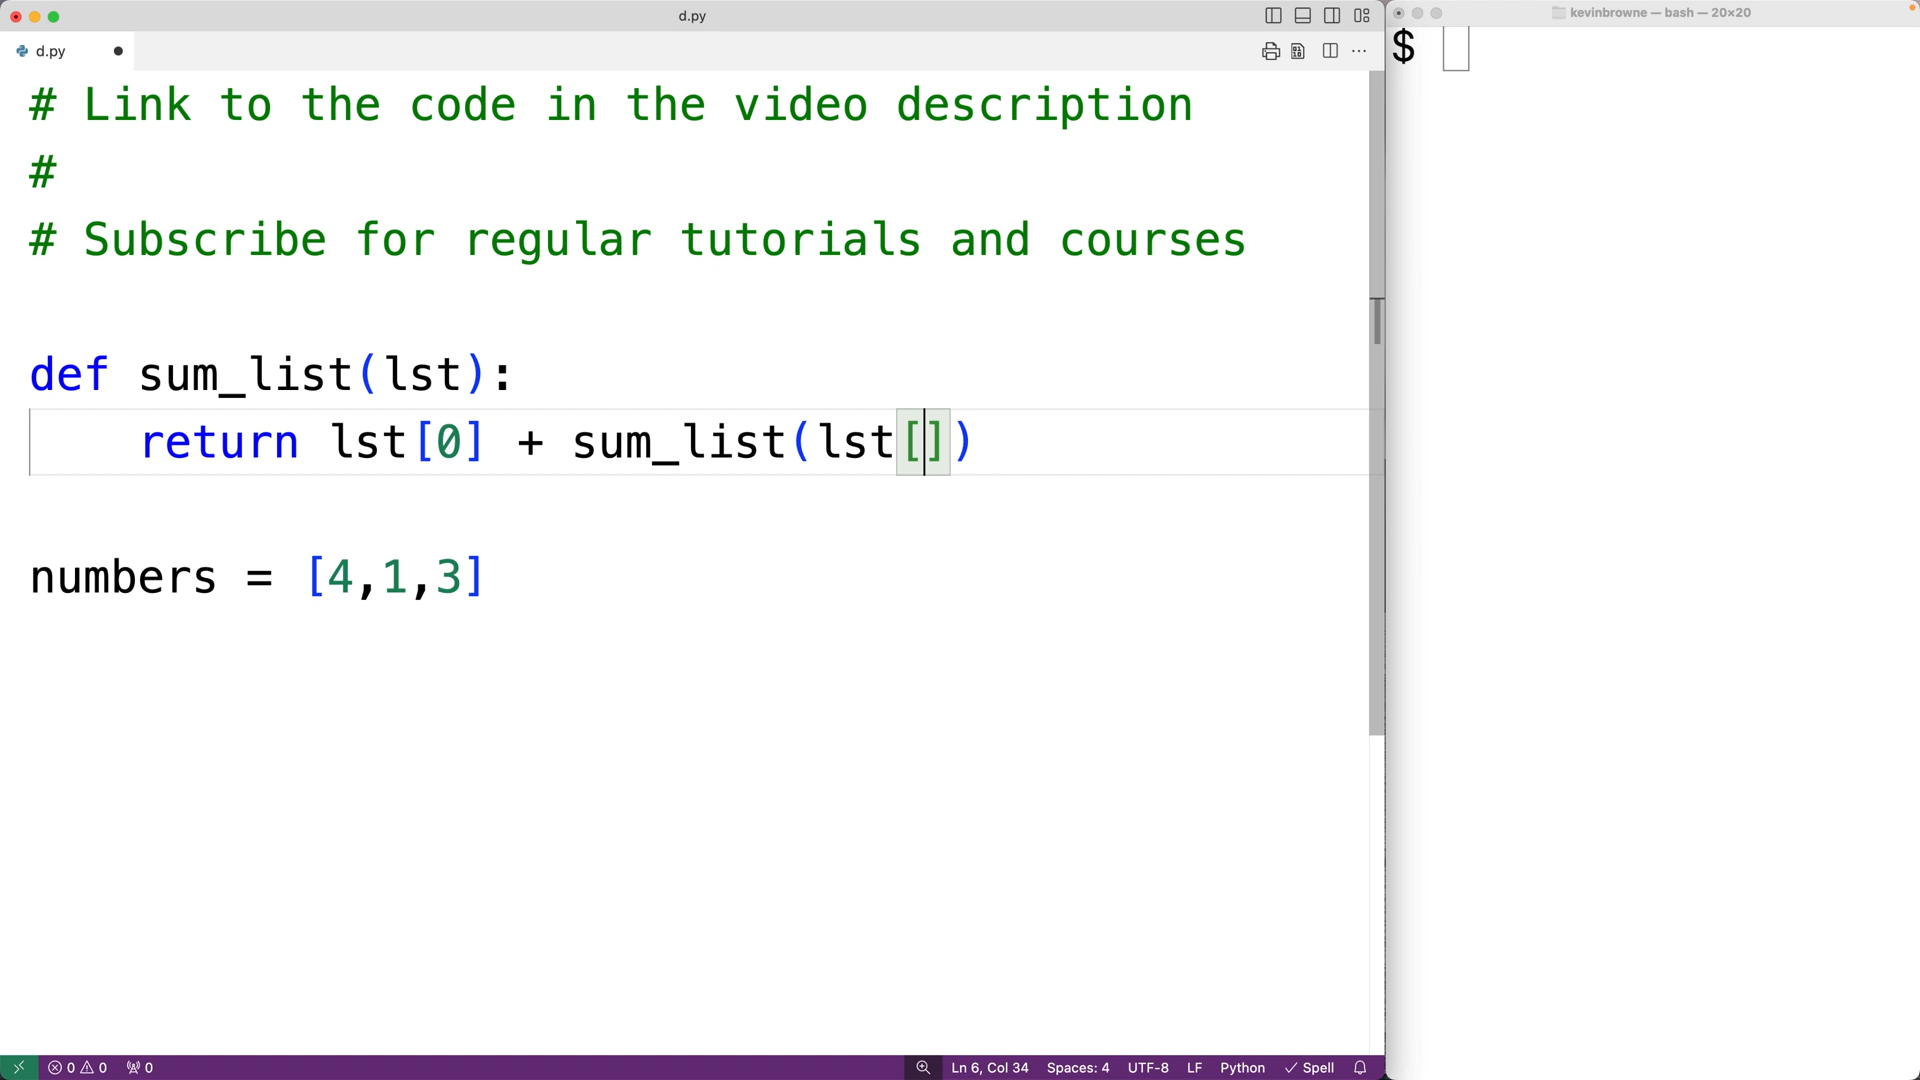 d.py
kevinbrowne — bash — 20×20
d.py
$
# Link to the code in the video description
#
# Subscribe for regular tutorials and courses
def sum_list(lst):
    return lst[0] + sum_list(lst[])
numbers = [4,1,3]
0 0 0 Ln 6, Col 34 Spaces: 4 UTF-8 LF Python ✓ Spell